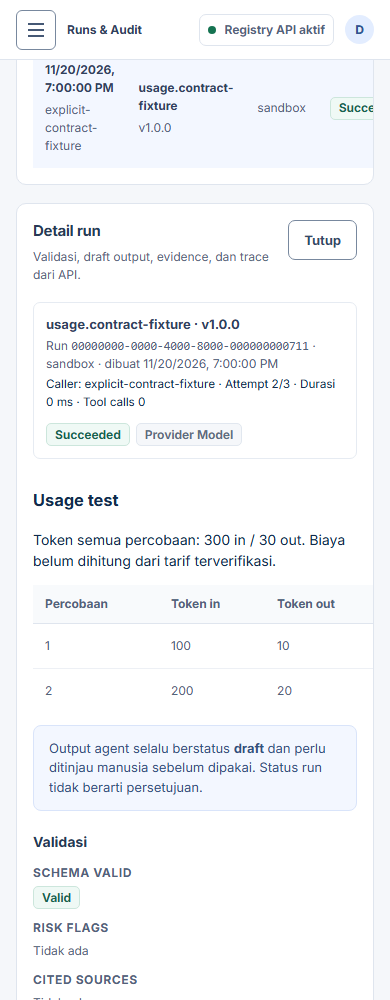 Runs & Audit
Registry API aktif
D
11/20/2026,
7:00:00 PM
explicit-
contract-
fixture
usage.contract-
fixture
v1.0.0
sandbox
Succe
Detail run
Tutup
Validasi, draft output, evidence, dan trace
dari API.
usage.contract-fixture · v1.0.0
Run 00000000-0000-4000-8000-000000000711 ·
sandbox · dibuat 11/20/2026, 7:00:00 PM
Caller: explicit-contract-fixture · Attempt 2/3 · Durasi
0 ms · Tool calls 0
Succeeded
Provider Model
Usage test
Token semua percobaan: 300 in / 30 out. Biaya
belum dihitung dari tarif terverifikasi.
Percobaan Token in Token out
1 100 10
2 200 20
Output agent selalu berstatus draft dan perlu
ditinjau manusia sebelum dipakai. Status run
tidak berarti persetujuan.
Validasi
SCHEMA VALID
Valid
RISK FLAGS
Tidak ada
CITED SOURCES